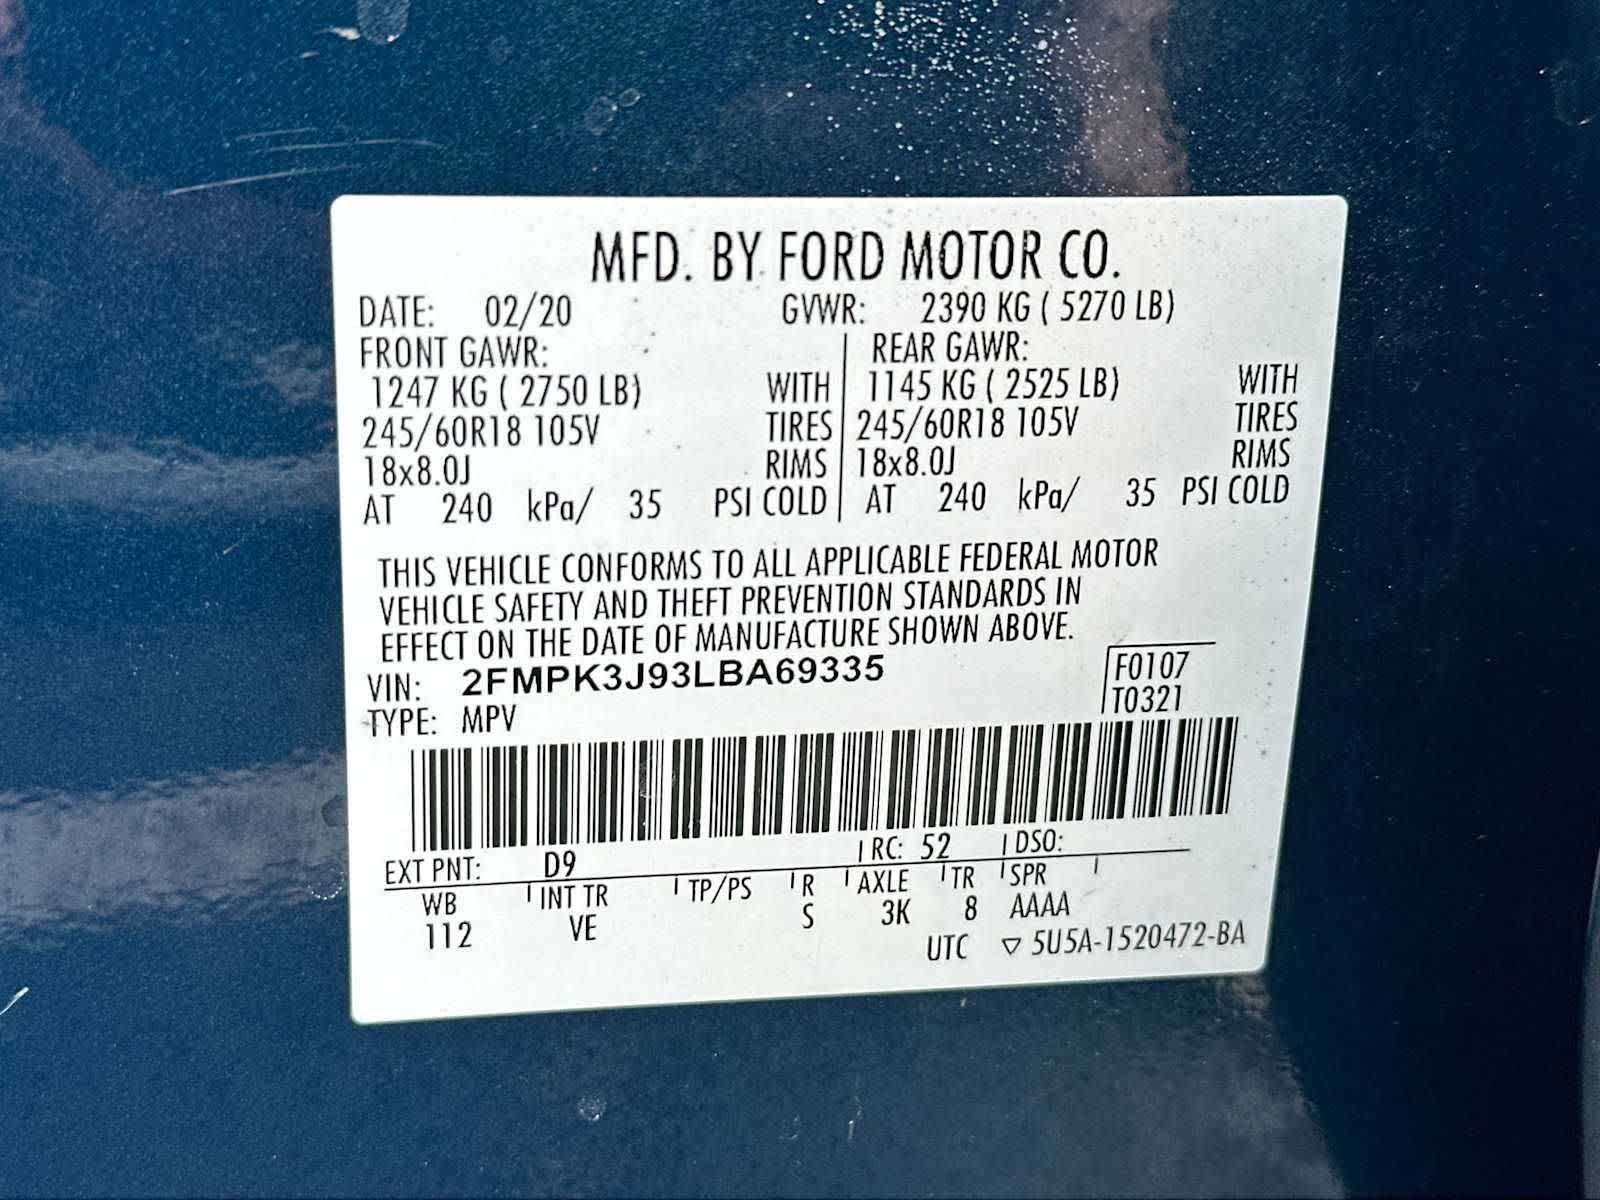 MFD. BY FORD MOTOR CO.
DATE: 02/20 GVWR: 2390 KG ( 5270 LB)
FRONT GAWR: REAR GAWR:
1247 KG ( 2750 LB) WITH 1145 KG ( 2525 LB) WITH
245/60R18 105V TIRES 245/60R18 105V TIRES
18x8.0J RIMS 18x8.0J RIMS
AT 240 kPa/ 35 PSI COLD AT 240 kPa/ 35 PSI COLD
THIS VEHICLE CONFORMS TO ALL APPLICABLE FEDERAL MOTOR
VEHICLE SAFETY AND THEFT PREVENTION STANDARDS IN
EFFECT ON THE DATE OF MANUFACTURE SHOWN ABOVE.
VIN: 2FMPK3J93LBA69335 F0107
TYPE: MPV T0321
EXT PNT: D9 RC: 52 DSO:
WB INT TR TP/PS R AXLE TR SPR
112 VE S 3K 8 AAAA
UTC ▽ 5U5A-1520472-BA